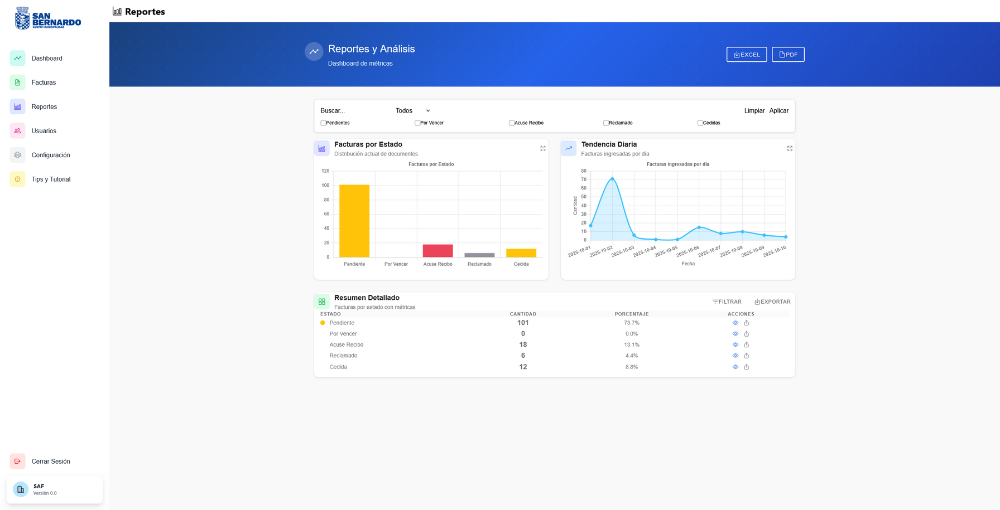 SAN
BERNARDO
ILUSTRE MUNICIPALIDAD
Dashboard
Facturas
Reportes
Usuarios
Configuración
Tips y Tutorial
Cerrar Sesión
SAF
Versión 0.0
Reportes
Reportes y Análisis
Dashboard de métricas
EXCEL
PDF
Buscar...
Todos
Limpiar Aplicar
Pendientes
Por Vencer
Acuse Recibo
Reclamado
Cedidas
Facturas por Estado
Distribución actual de documentos
Facturas por Estado
120
100
80
60
40
20
0
Pendiente Por Vencer Acuse Recibo Reclamado Cedida
Tendencia Diaria
Facturas ingresadas por día
Facturas ingresadas por día
Cantidad
80
70
60
50
40
30
20
10
0
2025-10-01 2025-10-02 2025-10-03 2025-10-04 2025-10-05 2025-10-06 2025-10-07 2025-10-08 2025-10-09 2025-10-10
Fecha
Resumen Detallado
Facturas por estado con métricas
FILTRAR EXPORTAR
ESTADO CANTIDAD PORCENTAJE ACCIONES
Pendiente 101 73.7%
Por Vencer 0 0.0%
Acuse Recibo 18 13.1%
Reclamado 6 4.4%
Cedida 12 8.8%